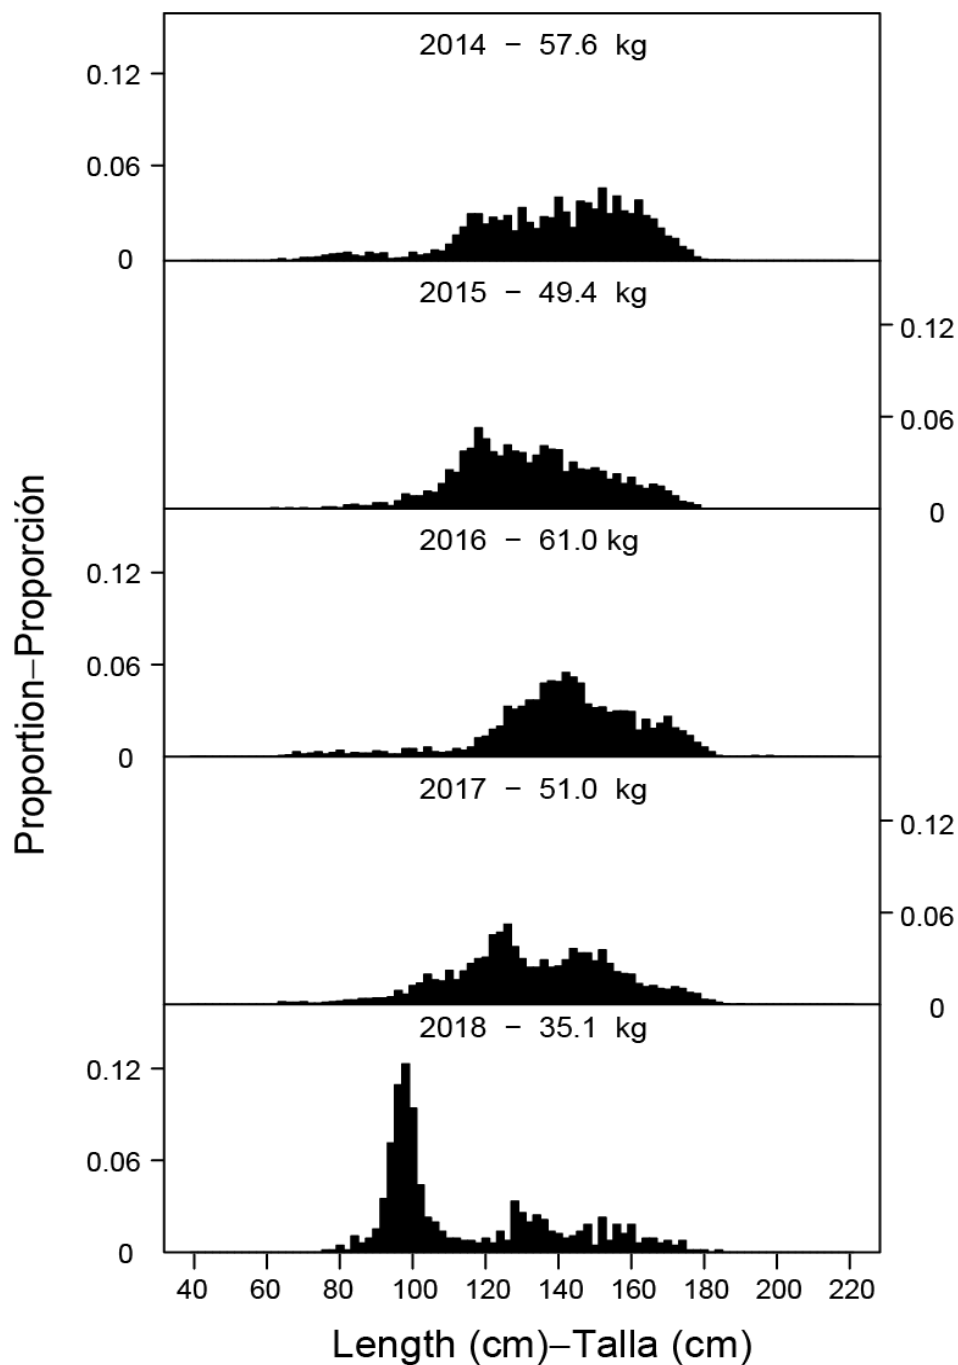 2014 − 57.6 kg
0.12
0.06
0
2015 − 49.4 kg
0.12
0.06
0
2016 − 61.0 kg
0.12
0.06
0
2017 − 51.0 kg
0.12
0.06
0
2018 − 35.1 kg
0.12
0.06
0
40 60 80 100 120 140 160 180 200 220
Length (cm)−Talla (cm)
Proportion−Proporción